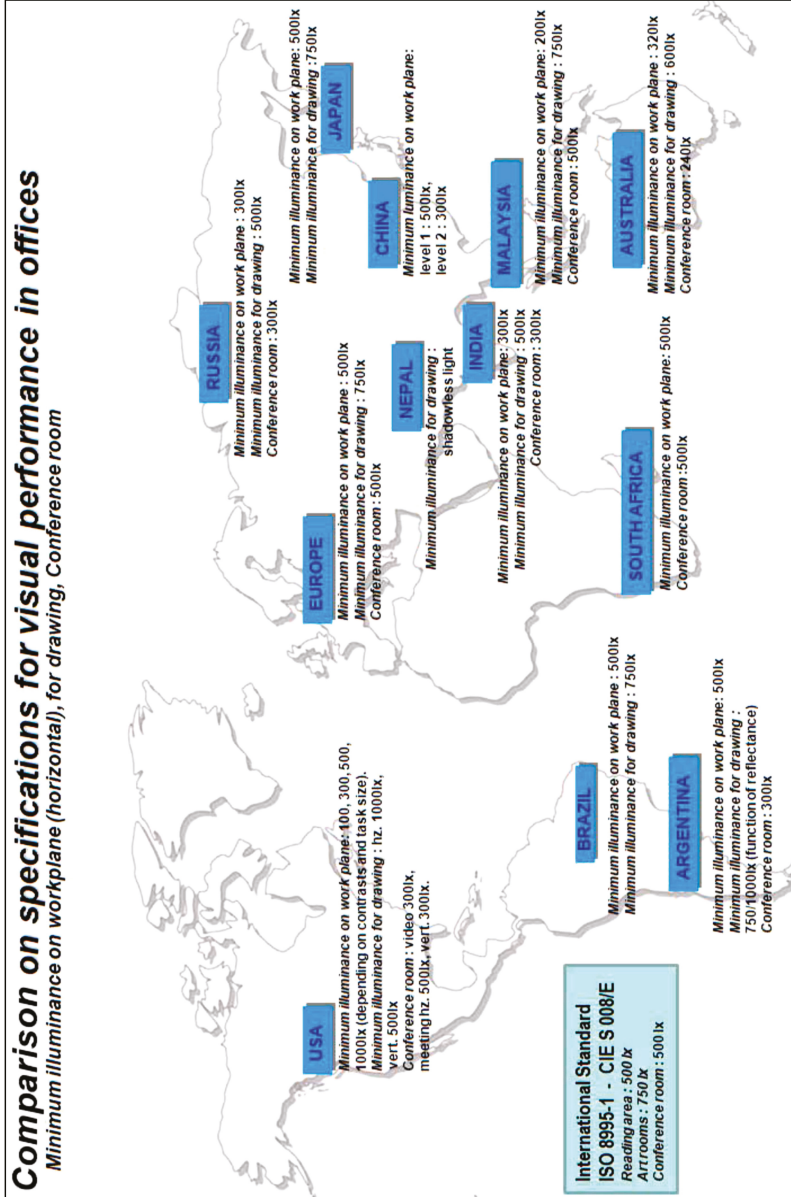 Comparison on specifications for visual performance in offices
Minimum illuminance on workplane (horizontal), for drawing, Conference room
USA
Minimum illuminance on work plane: 100, 300, 500,
1000lx (depending on contrasts and task size).
Minimum illuminance for drawing : hz. 1000lx,
vert. 500lx
Conference room : video 300lx,
meeting hz. 500lx, vert. 300lx.
EUROPE
Minimum illuminance on work plane : 500lx
Minimum illuminance for drawing : 750lx
Conference room : 500lx
RUSSIA
Minimum illuminance on work plane : 300lx
Minimum illuminance for drawing : 500lx
Conference room : 300lx
JAPAN
Minimum illuminance on work plane: 500lx
Minimum illuminance for drawing :750lx
CHINA
Minimum luminance on work plane:
level 1 : 500lx,
level 2 : 300lx
NEPAL
Minimum illuminance for drawing :
shadowless light
INDIA
Minimum illuminance on work plane: 300lx
Minimum illuminance for drawing : 500lx
Conference room : 300lx
MALAYSIA
Minimum illuminance on work plane: 200lx
Minimum illuminance for drawing : 750lx
Conference room : 500lx
AUSTRALIA
Minimum illuminance on work plane : 320lx
Minimum illuminance for drawing : 600lx
Conference room : 240lx
SOUTH AFRICA
Minimum illuminance on work plane: 500lx
Conference room :500lx
BRAZIL
Minimum illuminance on work plane : 500lx
Minimum illuminance for drawing : 750lx
ARGENTINA
Minimum illuminance on work plane: 500lx
Minimum illuminance for drawing :
750/1000lx (function of reflectance)
Conference room : 300lx
International Standard
ISO 8995-1 - CIE S 008/E
Reading area : 500 lx
Art rooms : 750 lx
Conference room : 500 lx